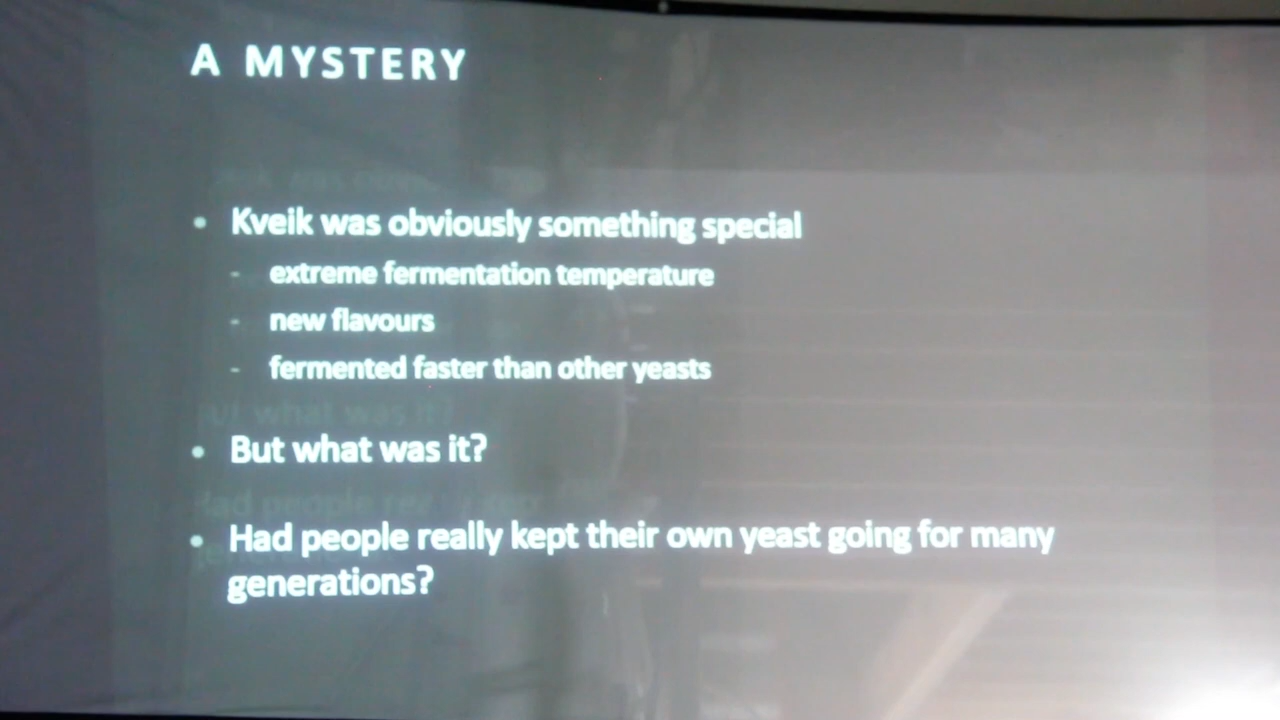 A MYSTERY
• Kveik was obviously something special
- extreme fermentation temperature
- new flavours
- fermented faster than other yeasts
• But what was it?
• Had people really kept their own yeast going for many
generations?